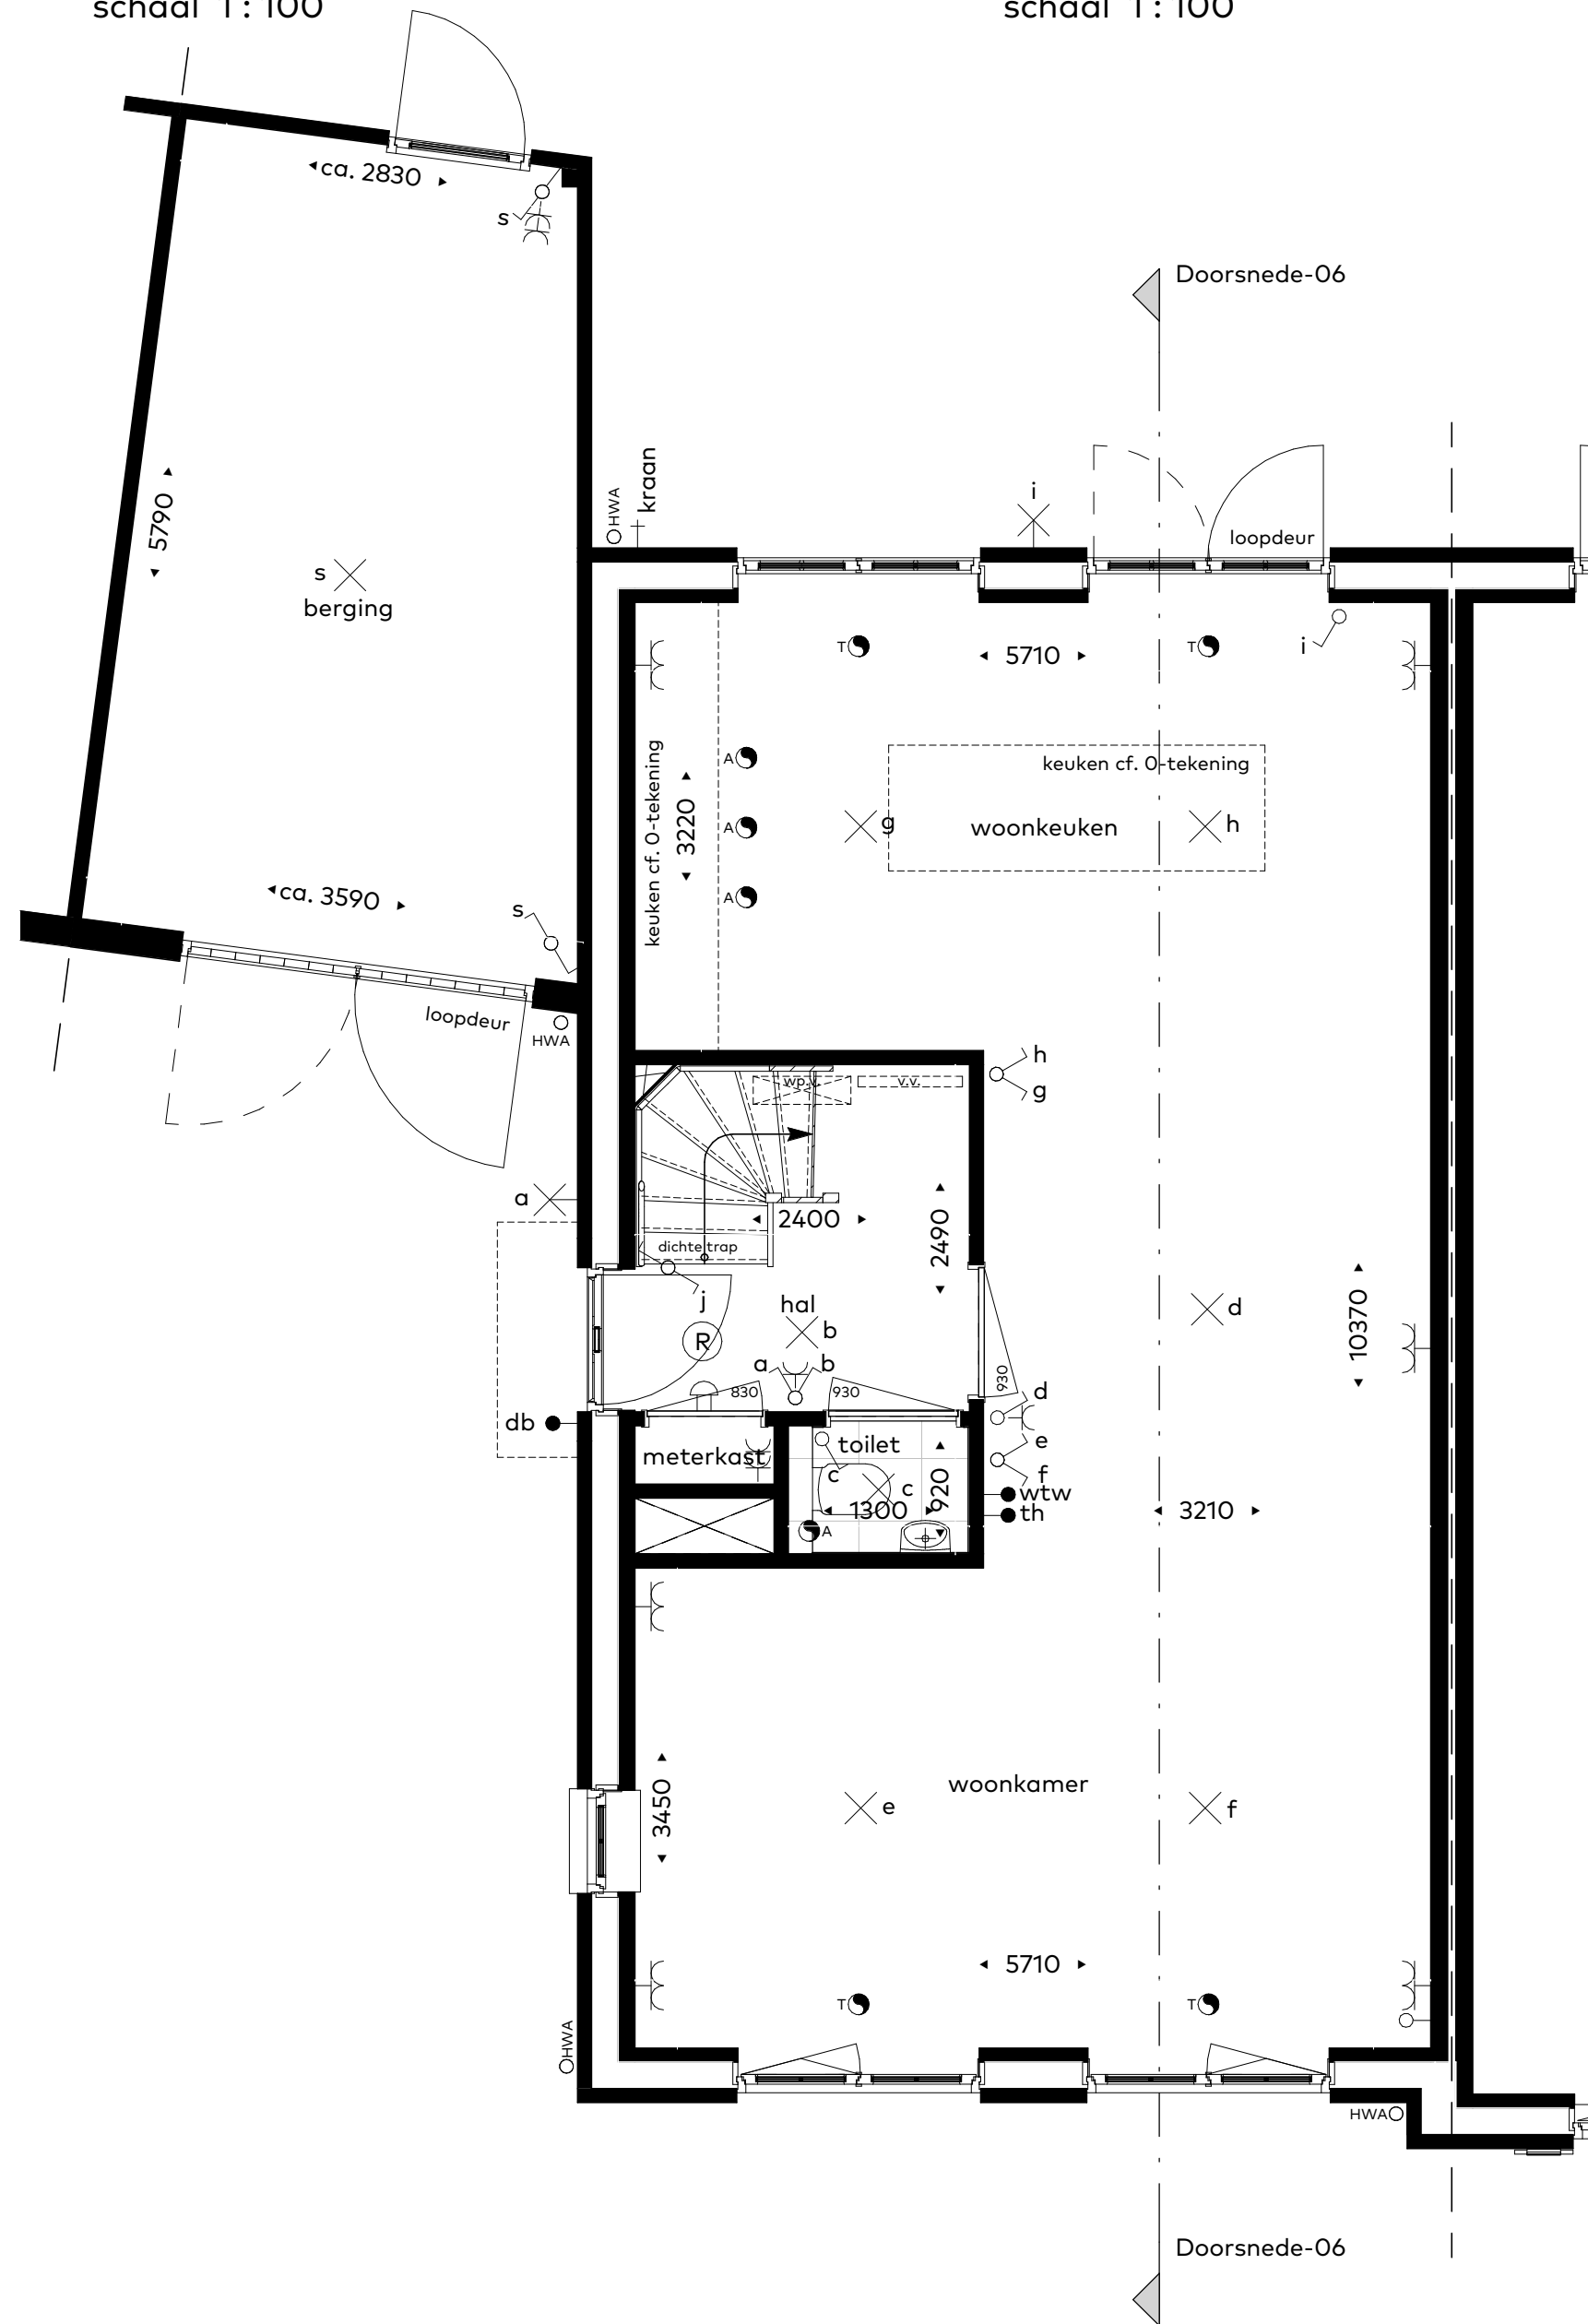 schaal 1 : 100
schaal 1 : 100
ca. 2830
s
Doorsnede-06
5790
HWA
kraan
i
loopdeur
s
berging
T
5710
T
i
keuken cf. 0-tekening
3220
A
A
A
keuken cf. 0-tekening
g
woonkeuken
h
ca. 3590
s
loopdeur
HWA
h
g
wp.v.
v.v.
a
2400
2490
dichte trap
j
hal
b
R
a
b
830
930
930
d
10370
db
d
e
f
meterkast
toilet
c
c
920
1300
A
wtw
th
3210
3450
woonkamer
e
f
5710
T
T
HWA
HWA
Doorsnede-06